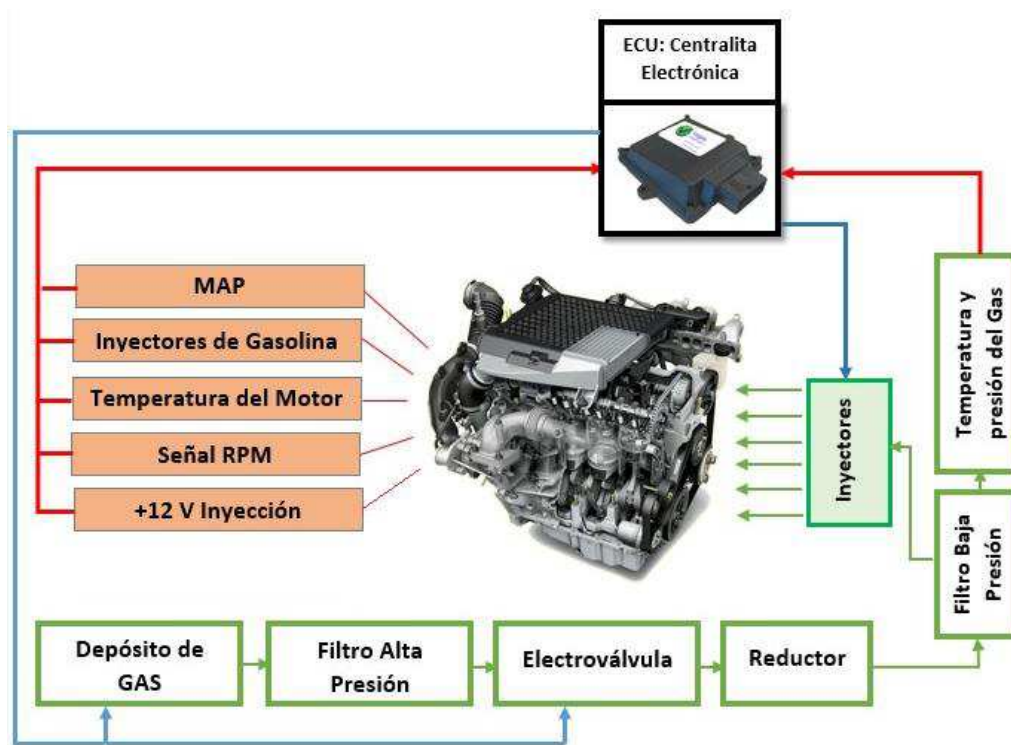 ECU: Centralita
Electrónica
MAP
Inyectores de Gasolina
Temperatura del Motor
Señal RPM
+12 V Inyección
Inyectores
Temperatura y
presión del Gas
Filtro Baja
Presión
Depósito de
GAS
Filtro Alta
Presión
Electroválvula
Reductor